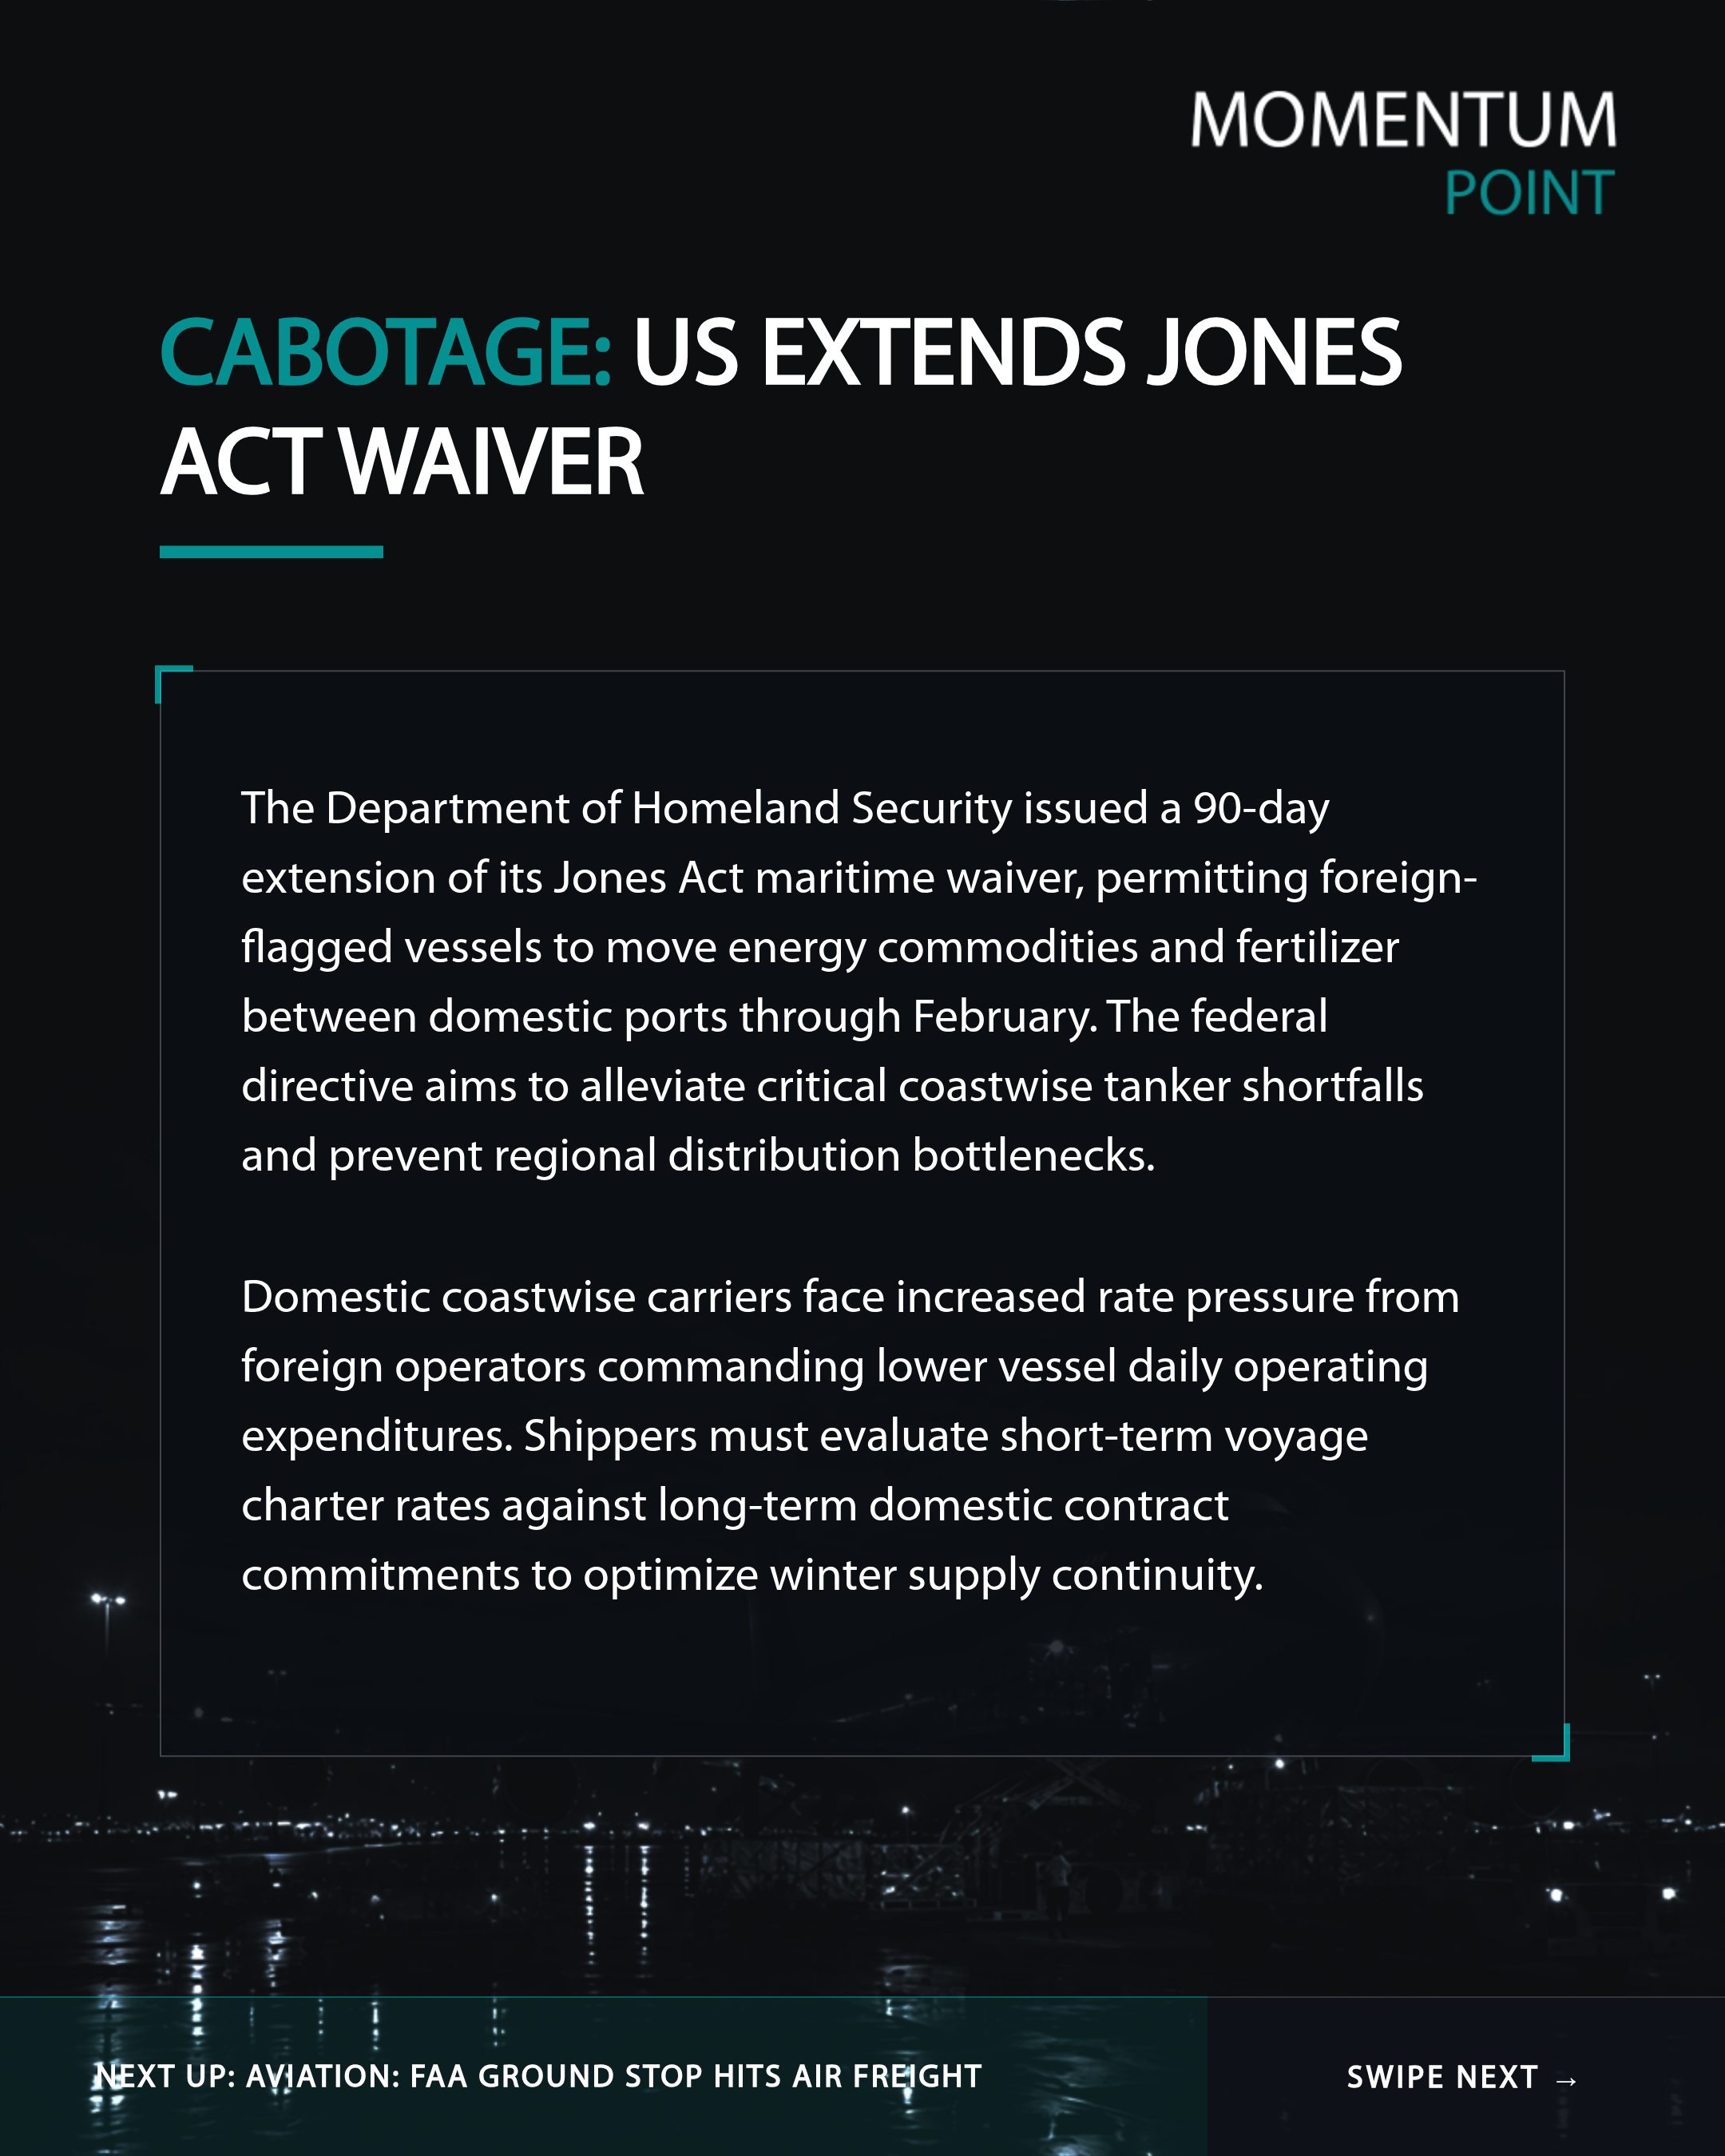 MOMENTUM
POINT
CABOTAGE: US EXTENDS JONES
ACT WAIVER
The Department of Homeland Security issued a 90-day
extension of its Jones Act maritime waiver, permitting foreign-
flagged vessels to move energy commodities and fertilizer
between domestic ports through February. The federal
directive aims to alleviate critical coastwise tanker shortfalls
and prevent regional distribution bottlenecks.
Domestic coastwise carriers face increased rate pressure from
foreign operators commanding lower vessel daily operating
expenditures. Shippers must evaluate short-term voyage
charter rates against long-term domestic contract
commitments to optimize winter supply continuity.
NEXT UP: AVIATION: FAA GROUND STOP HITS AIR FREIGHT
SWIPE NEXT →